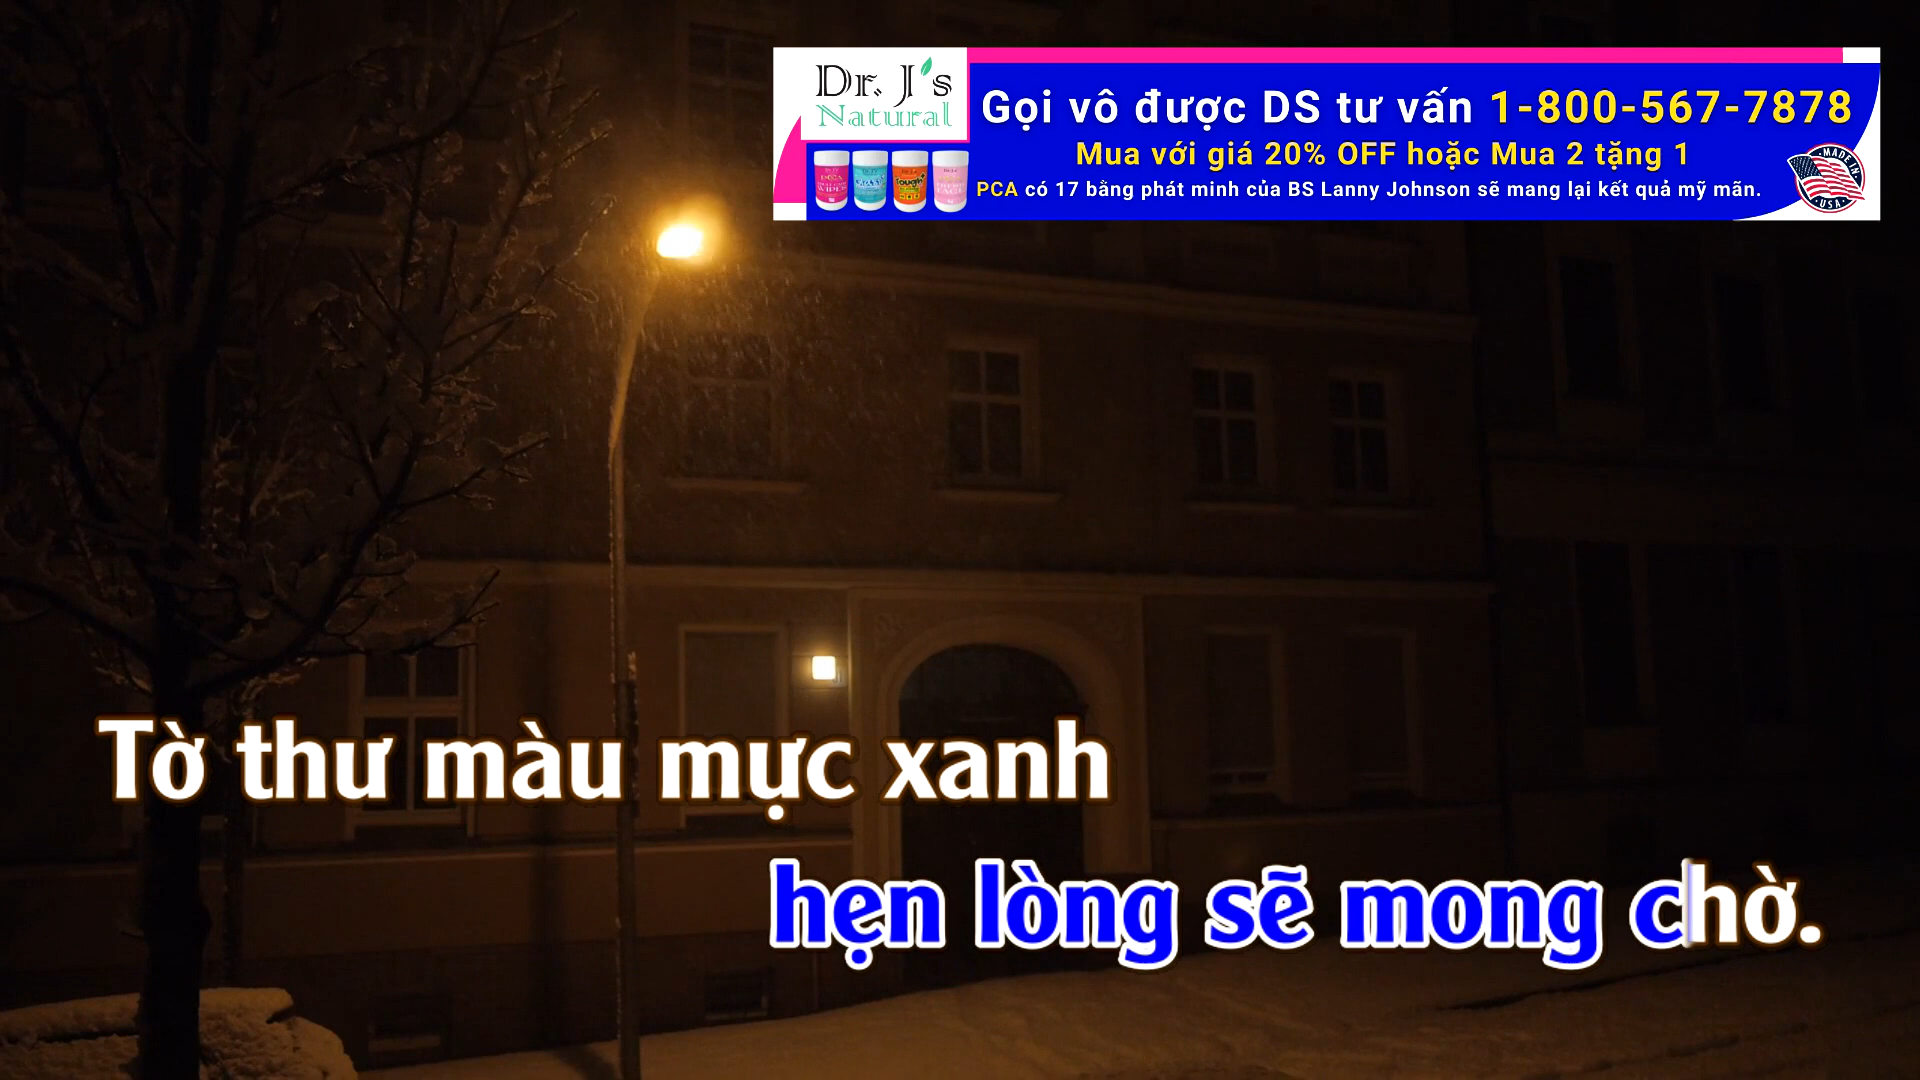 Dr. J's
Natural
Gọi vô được DS tư vấn 1-800-567-7878
Mua với giá 20% OFF hoặc Mua 2 tặng 1
PCA có 17 bằng phát minh của BS Lanny Johnson sẽ mang lại kết quả mỹ mãn.
MADE IN
USA
Tờ thư màu mực xanh
hẹn lòng sẽ mong chờ.